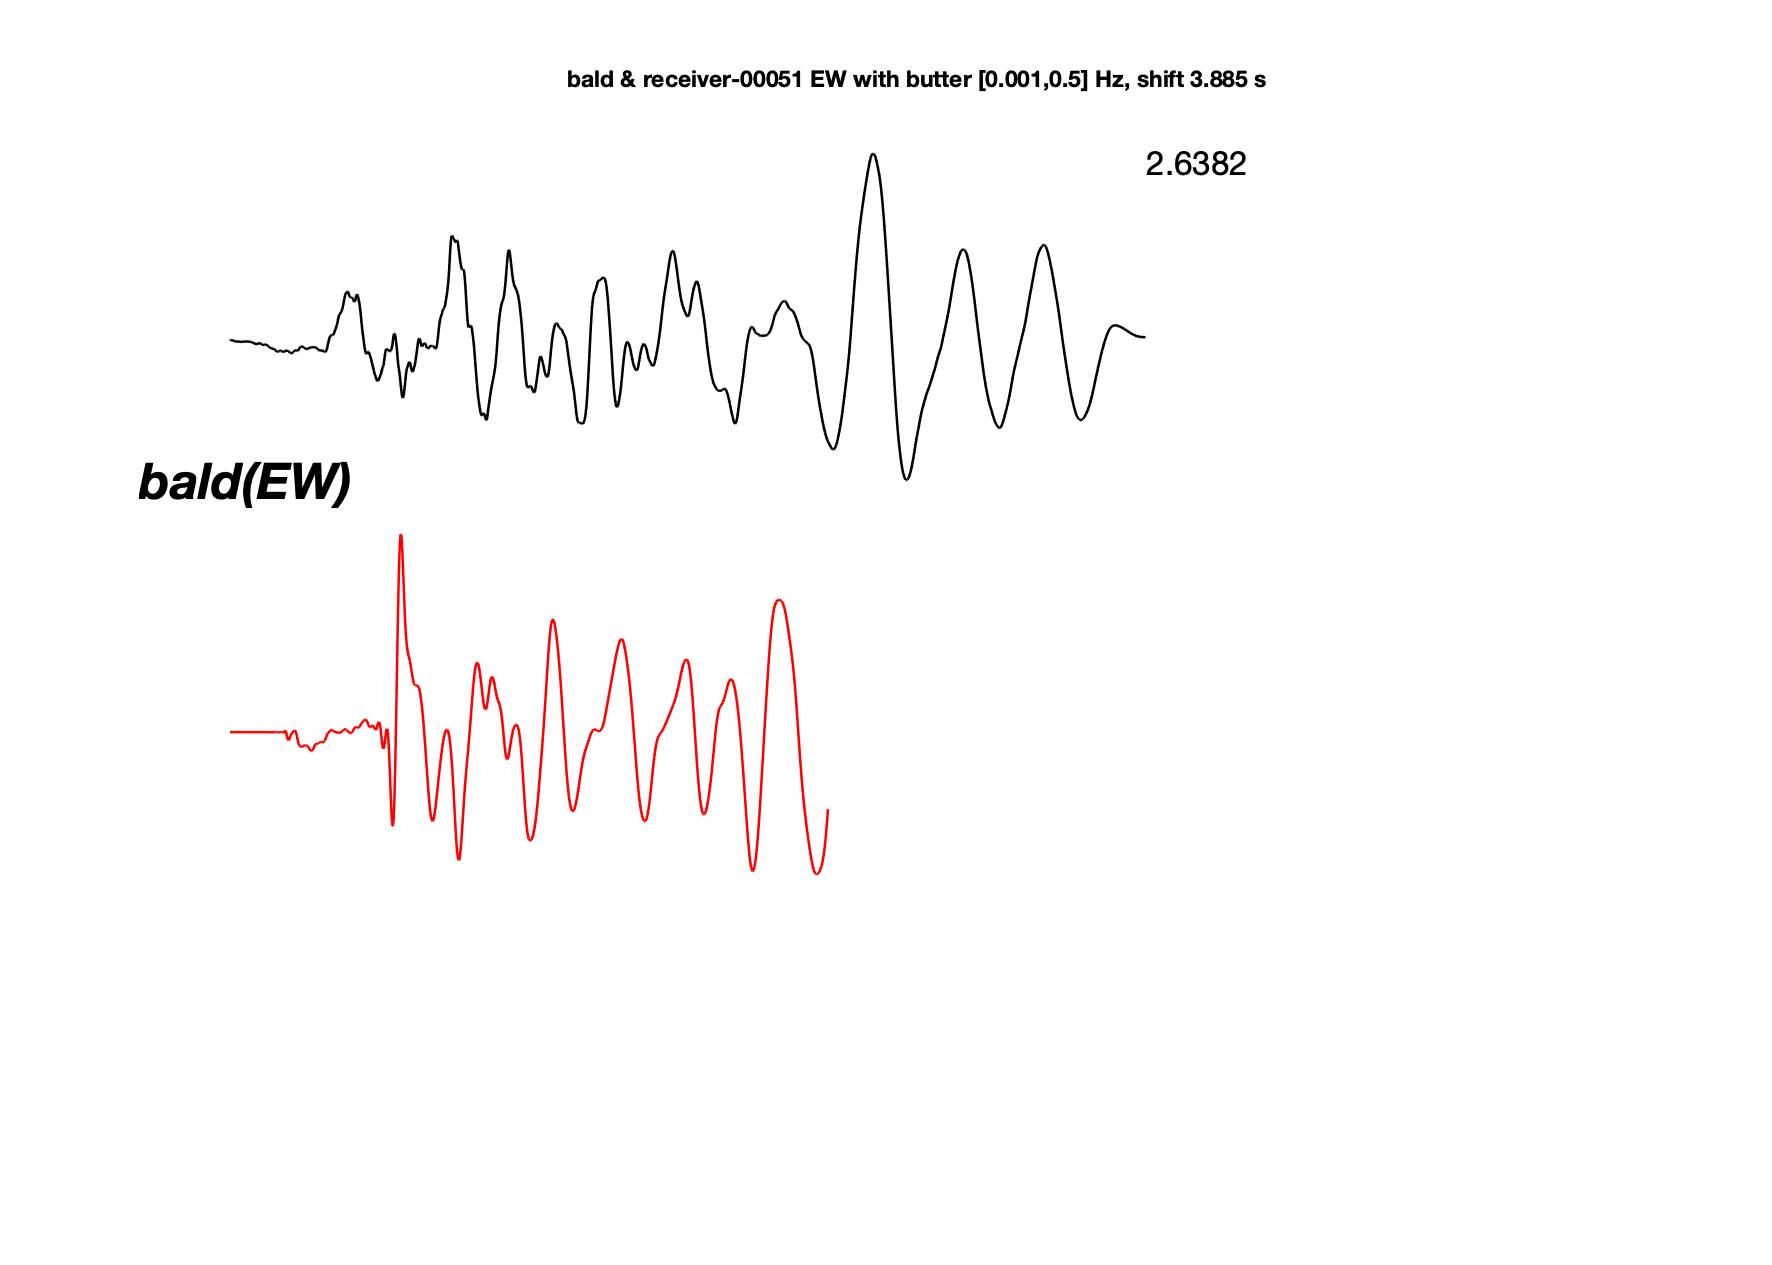 bald & receiver-00051 EW with butter [0.001,0.5] Hz, shift 3.885 s
2.6382
bald(EW)